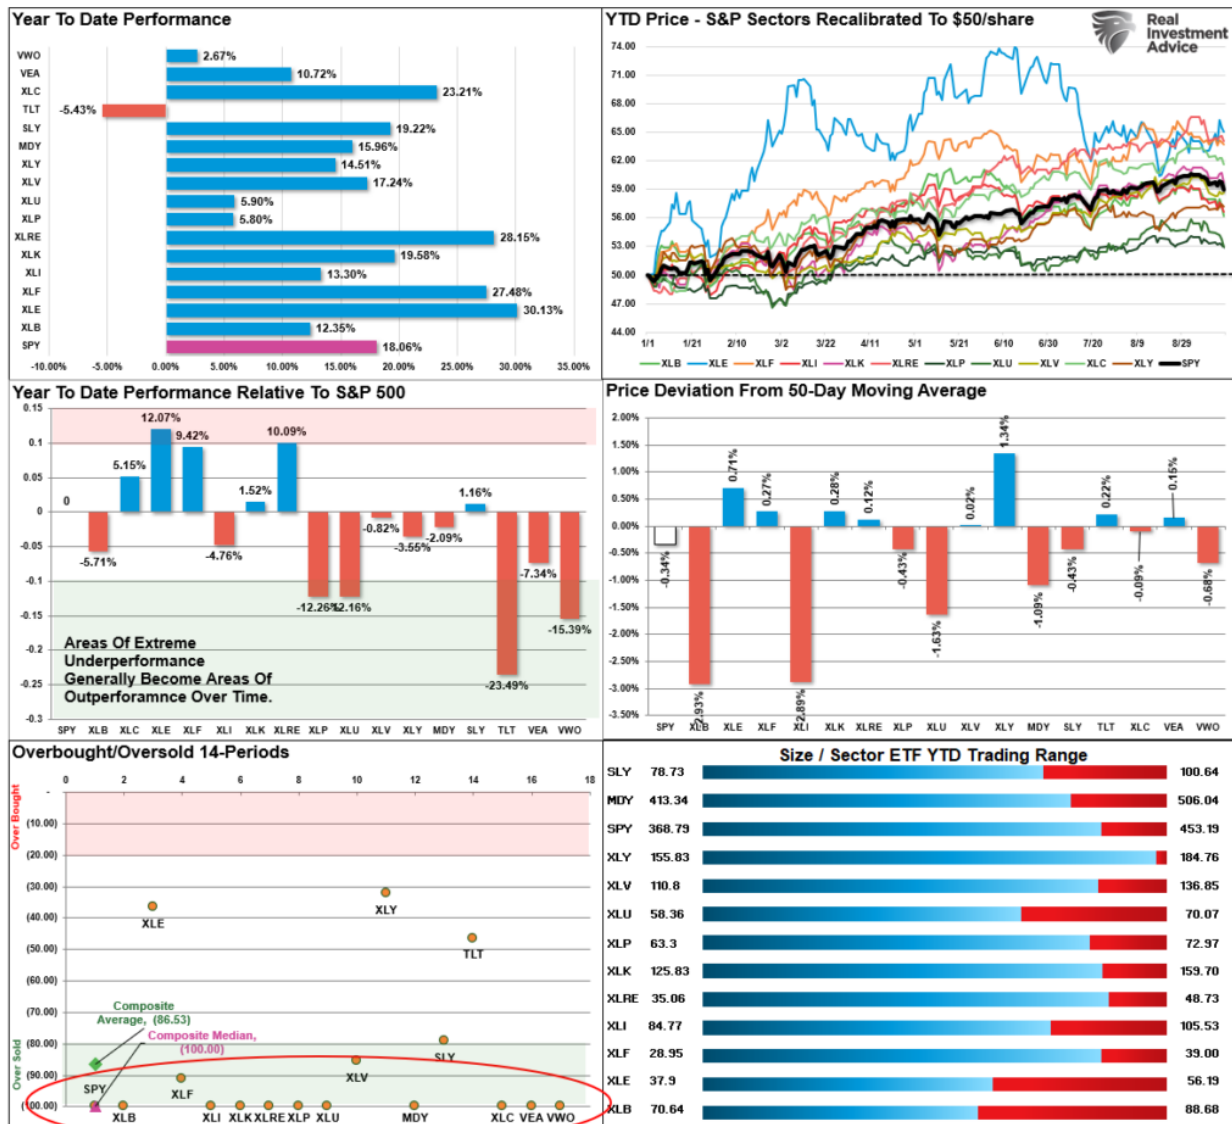 Year To Date Performance
VWO
2.67%
VEA
10.72%
XLC
23.21%
TLT
-5.43%
SLY
19.22%
MDY
15.96%
XLY
14.51%
XLV
17.24%
XLU
5.90%
XLP
5.80%
XLRE
28.15%
XLK
19.58%
XLI
13.30%
XLF
27.48%
XLE
30.13%
XLB
12.35%
SPY
18.06%
-10.00% -5.00% 0.00% 5.00% 10.00% 15.00% 20.00% 25.00% 30.00% 35.00%
YTD Price - S&P Sectors Recalibrated To $50/share
Real
Investment
Advice
74.00
71.00
68.00
65.00
62.00
59.00
56.00
53.00
50.00
47.00
44.00
1/1 1/21 2/10 3/2 3/22 4/11 5/1 5/21 6/10 6/30 7/20 8/9 8/29
XLB XLE XLF XLI XLK XLRE XLP XLU XLV XLC XLY SPY
Year To Date Performance Relative To S&P 500
0.15
0.1
0.05
0
-0.05
-0.1
-0.15
-0.2
-0.25
-0.3
0
-5.71%
5.15%
12.07%
9.42%
-4.76%
1.52%
10.09%
-12.26%
-12.16%
-0.82%
-3.55%
-2.09%
1.16%
-23.49%
-7.34%
-15.39%
Areas Of Extreme
Underperformance
Generally Become Areas Of
Outperforamnce Over Time.
SPY XLB XLC XLE XLF XLI XLK XLRE XLP XLU XLV XLY MDY SLY TLT VEA VWO
Price Deviation From 50-Day Moving Average
2.00%
1.50%
1.00%
0.50%
0.00%
-0.50%
-1.00%
-1.50%
-2.00%
-2.50%
-3.00%
-3.50%
-0.34%
-2.93%
0.71%
0.27%
-2.89%
0.28%
0.12%
-0.43%
-1.63%
0.02%
1.34%
-1.09%
-0.43%
0.22%
-0.09%
0.15%
-0.68%
SPY XLB XLE XLF XLI XLK XLRE XLP XLU XLV XLY MDY SLY TLT XLC VEA VWO
Overbought/Oversold 14-Periods
0 2 4 6 8 10 12 14 16 18
-
(10.00)
(20.00)
(30.00)
(40.00)
(50.00)
(60.00)
(70.00)
(80.00)
(90.00)
(100.00)
Over Bought
Over Sold
XLE
XLY
TLT
Composite
Average, (86.53)
Composite Median,
(100.00)
SLY
XLV
SPY
XLF
XLB XLI XLK XLRE XLP XLU MDY XLC VEA VWO
Size / Sector ETF YTD Trading Range
SLY 78.73 100.64
MDY 413.34 506.04
SPY 368.79 453.19
XLY 155.83 184.76
XLV 110.8 136.85
XLU 58.36 70.07
XLP 63.3 72.97
XLK 125.83 159.70
XLRE 35.06 48.73
XLI 84.77 105.53
XLF 28.95 39.00
XLE 37.9 56.19
XLB 70.64 88.68